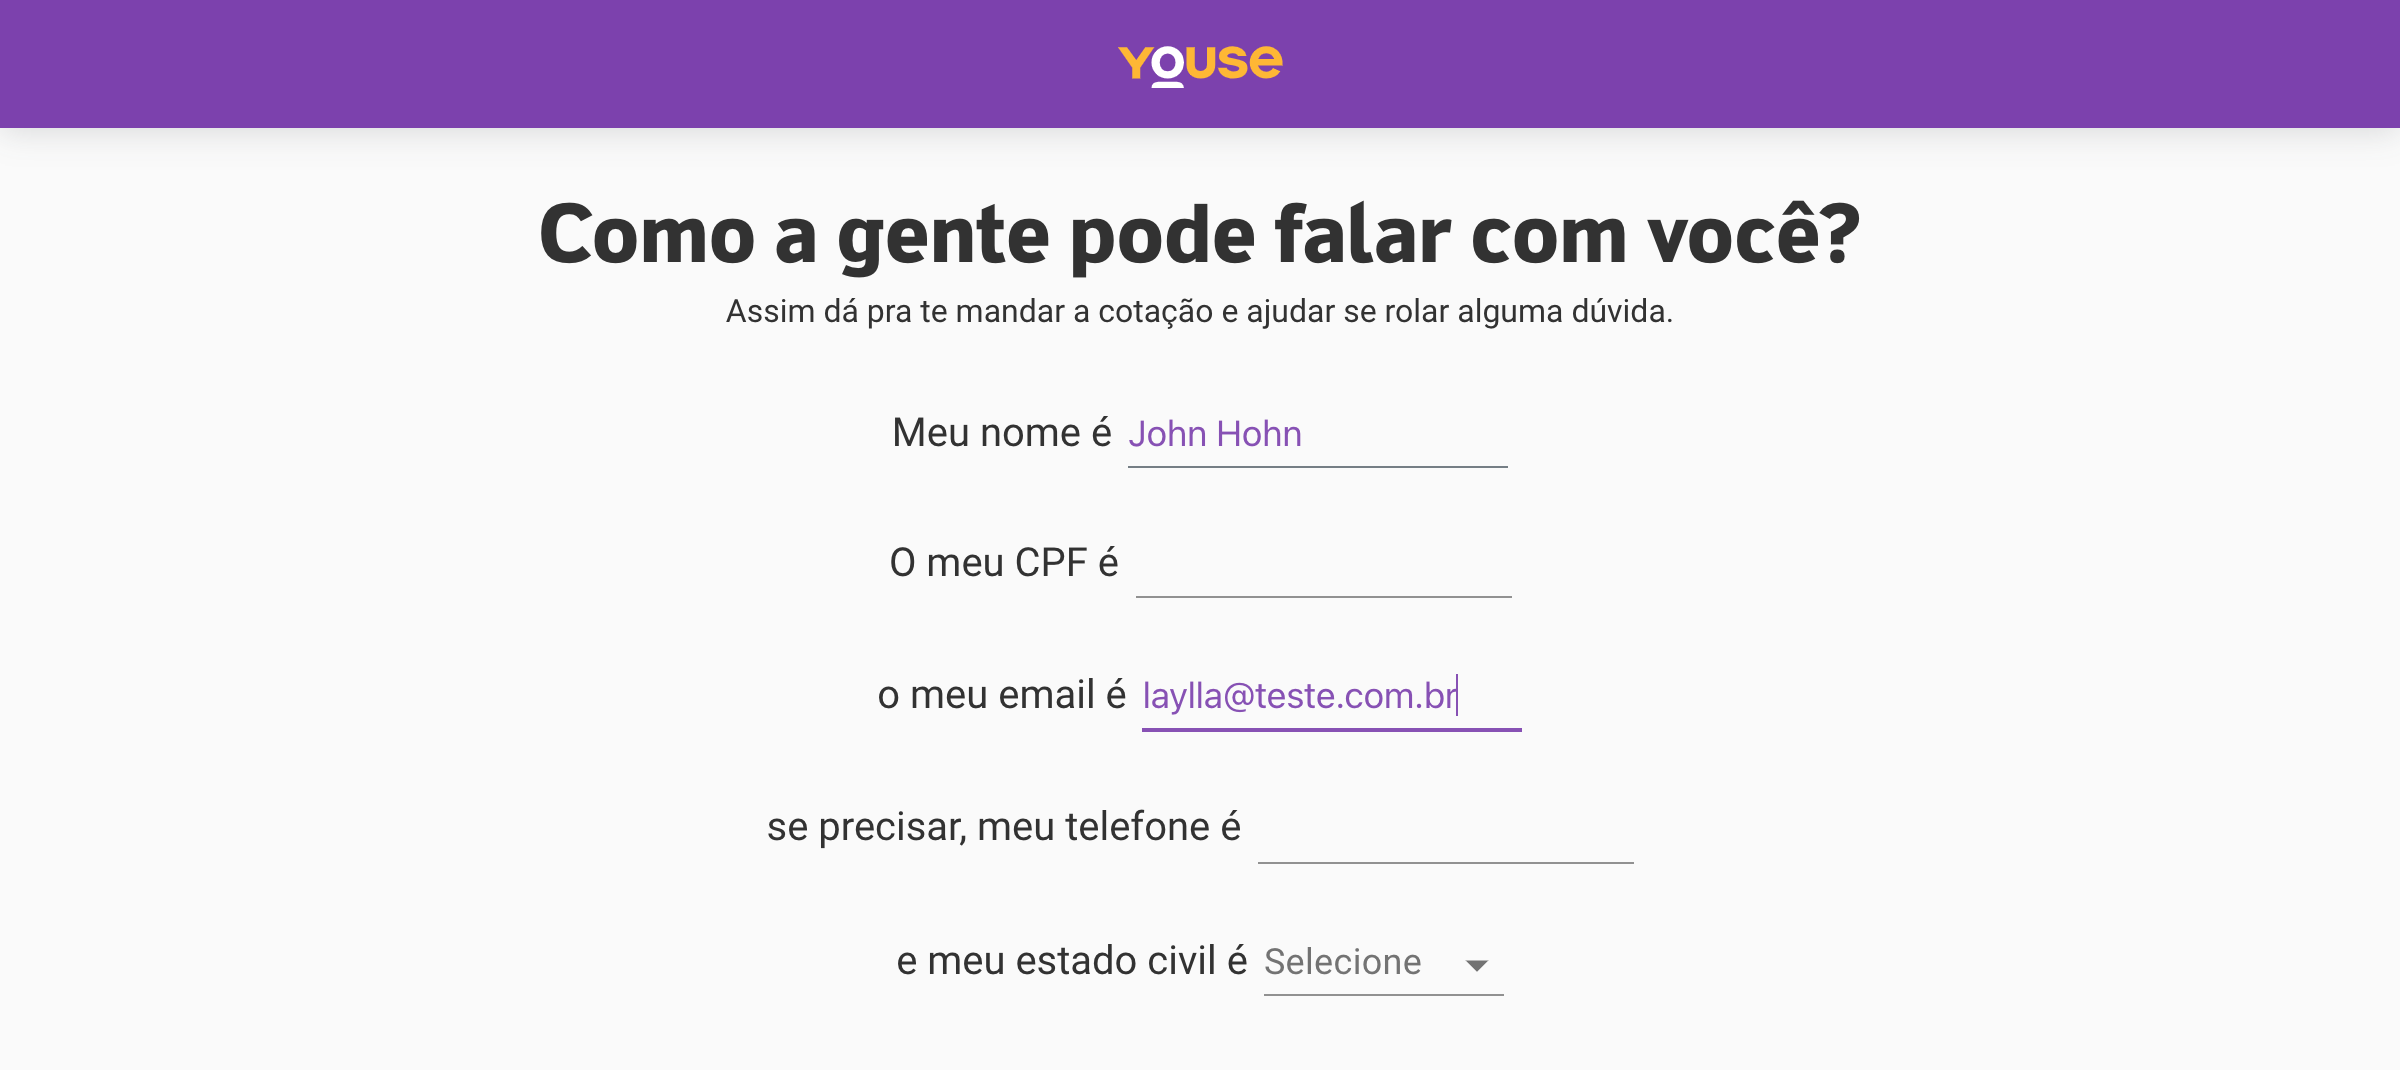 youse
Como a gente pode falar com você?
Assim dá pra te mandar a cotação e ajudar se rolar alguma dúvida.
Meu nome é John Hohn
O meu CPF é
o meu email é laylla@teste.com.br
se precisar, meu telefone é
e meu estado civil é Selecione